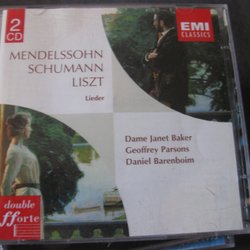 2
CD
EMI
CLASSICS
MENDELSSOHN
SCHUMANN
LISZT
Lieder
Dame Janet Baker
Geoffrey Parsons
Daniel Barenboim
double
fforte